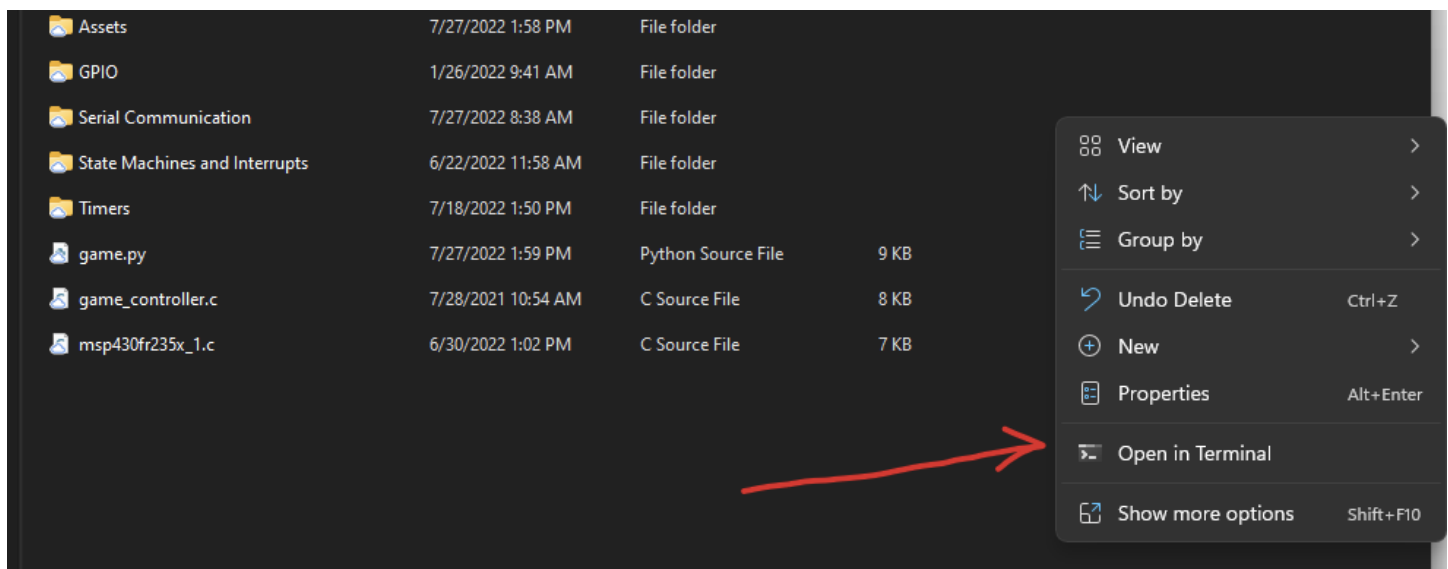 Assets 7/27/2022 1:58 PM File folder
GPIO 1/26/2022 9:41 AM File folder
Serial Communication 7/27/2022 8:38 AM File folder
State Machines and Interrupts 6/22/2022 11:58 AM File folder
Timers 7/18/2022 1:50 PM File folder
game.py 7/27/2022 1:59 PM Python Source File 9 KB
game_controller.c 7/28/2021 10:54 AM C Source File 8 KB
msp430fr235x_1.c 6/30/2022 1:02 PM C Source File 7 KB
View
Sort by
Group by
Undo Delete Ctrl+Z
New
Properties Alt+Enter
Open in Terminal
Show more options Shift+F10